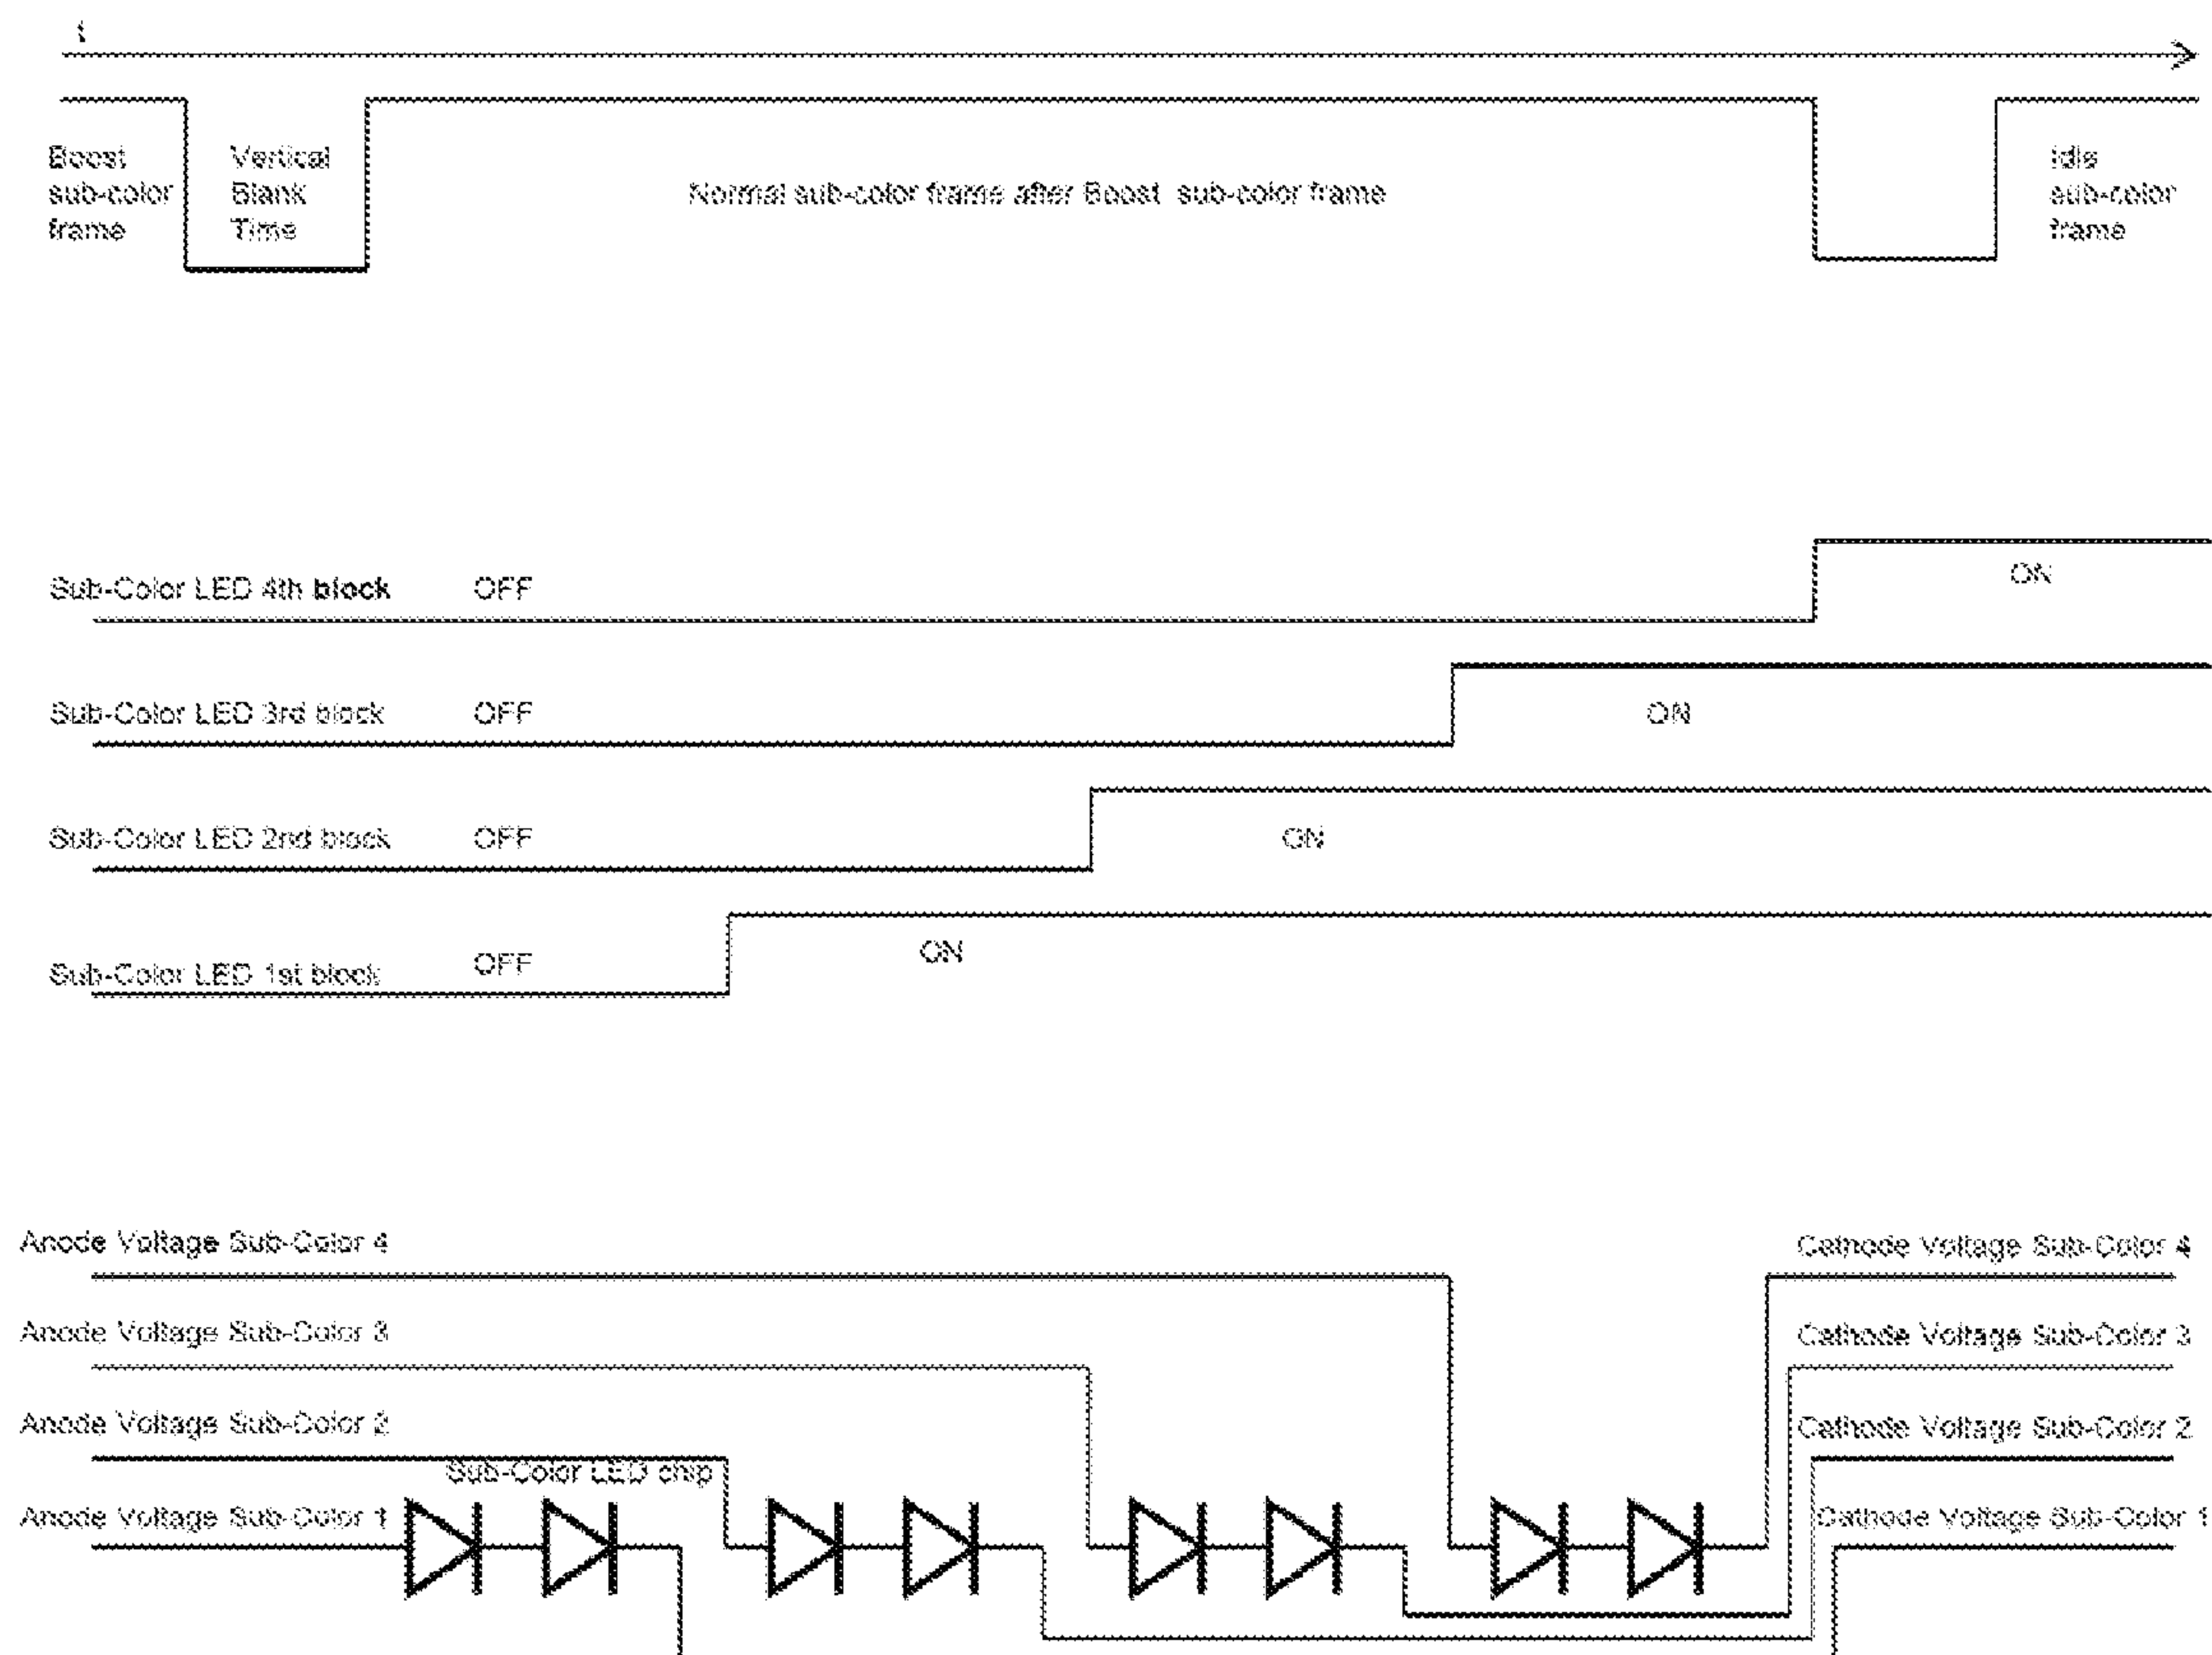 t
Boost
sub-color
frame
Vertical
Blank
Time
Normal sub-color frame after Boost sub-color frame
Idle
sub-color
frame
Sub-Color LED 4th block OFF ON
Sub-Color LED 3rd block OFF ON
Sub-Color LED 2nd block OFF ON
Sub-Color LED 1st block OFF ON
Anode Voltage Sub-Color 4 Cathode Voltage Sub-Color 4
Anode Voltage Sub-Color 3 Cathode Voltage Sub-Color 3
Anode Voltage Sub-Color 2 Cathode Voltage Sub-Color 2
Sub-Color LED chip
Anode Voltage Sub-Color 1 Cathode Voltage Sub-Color 1